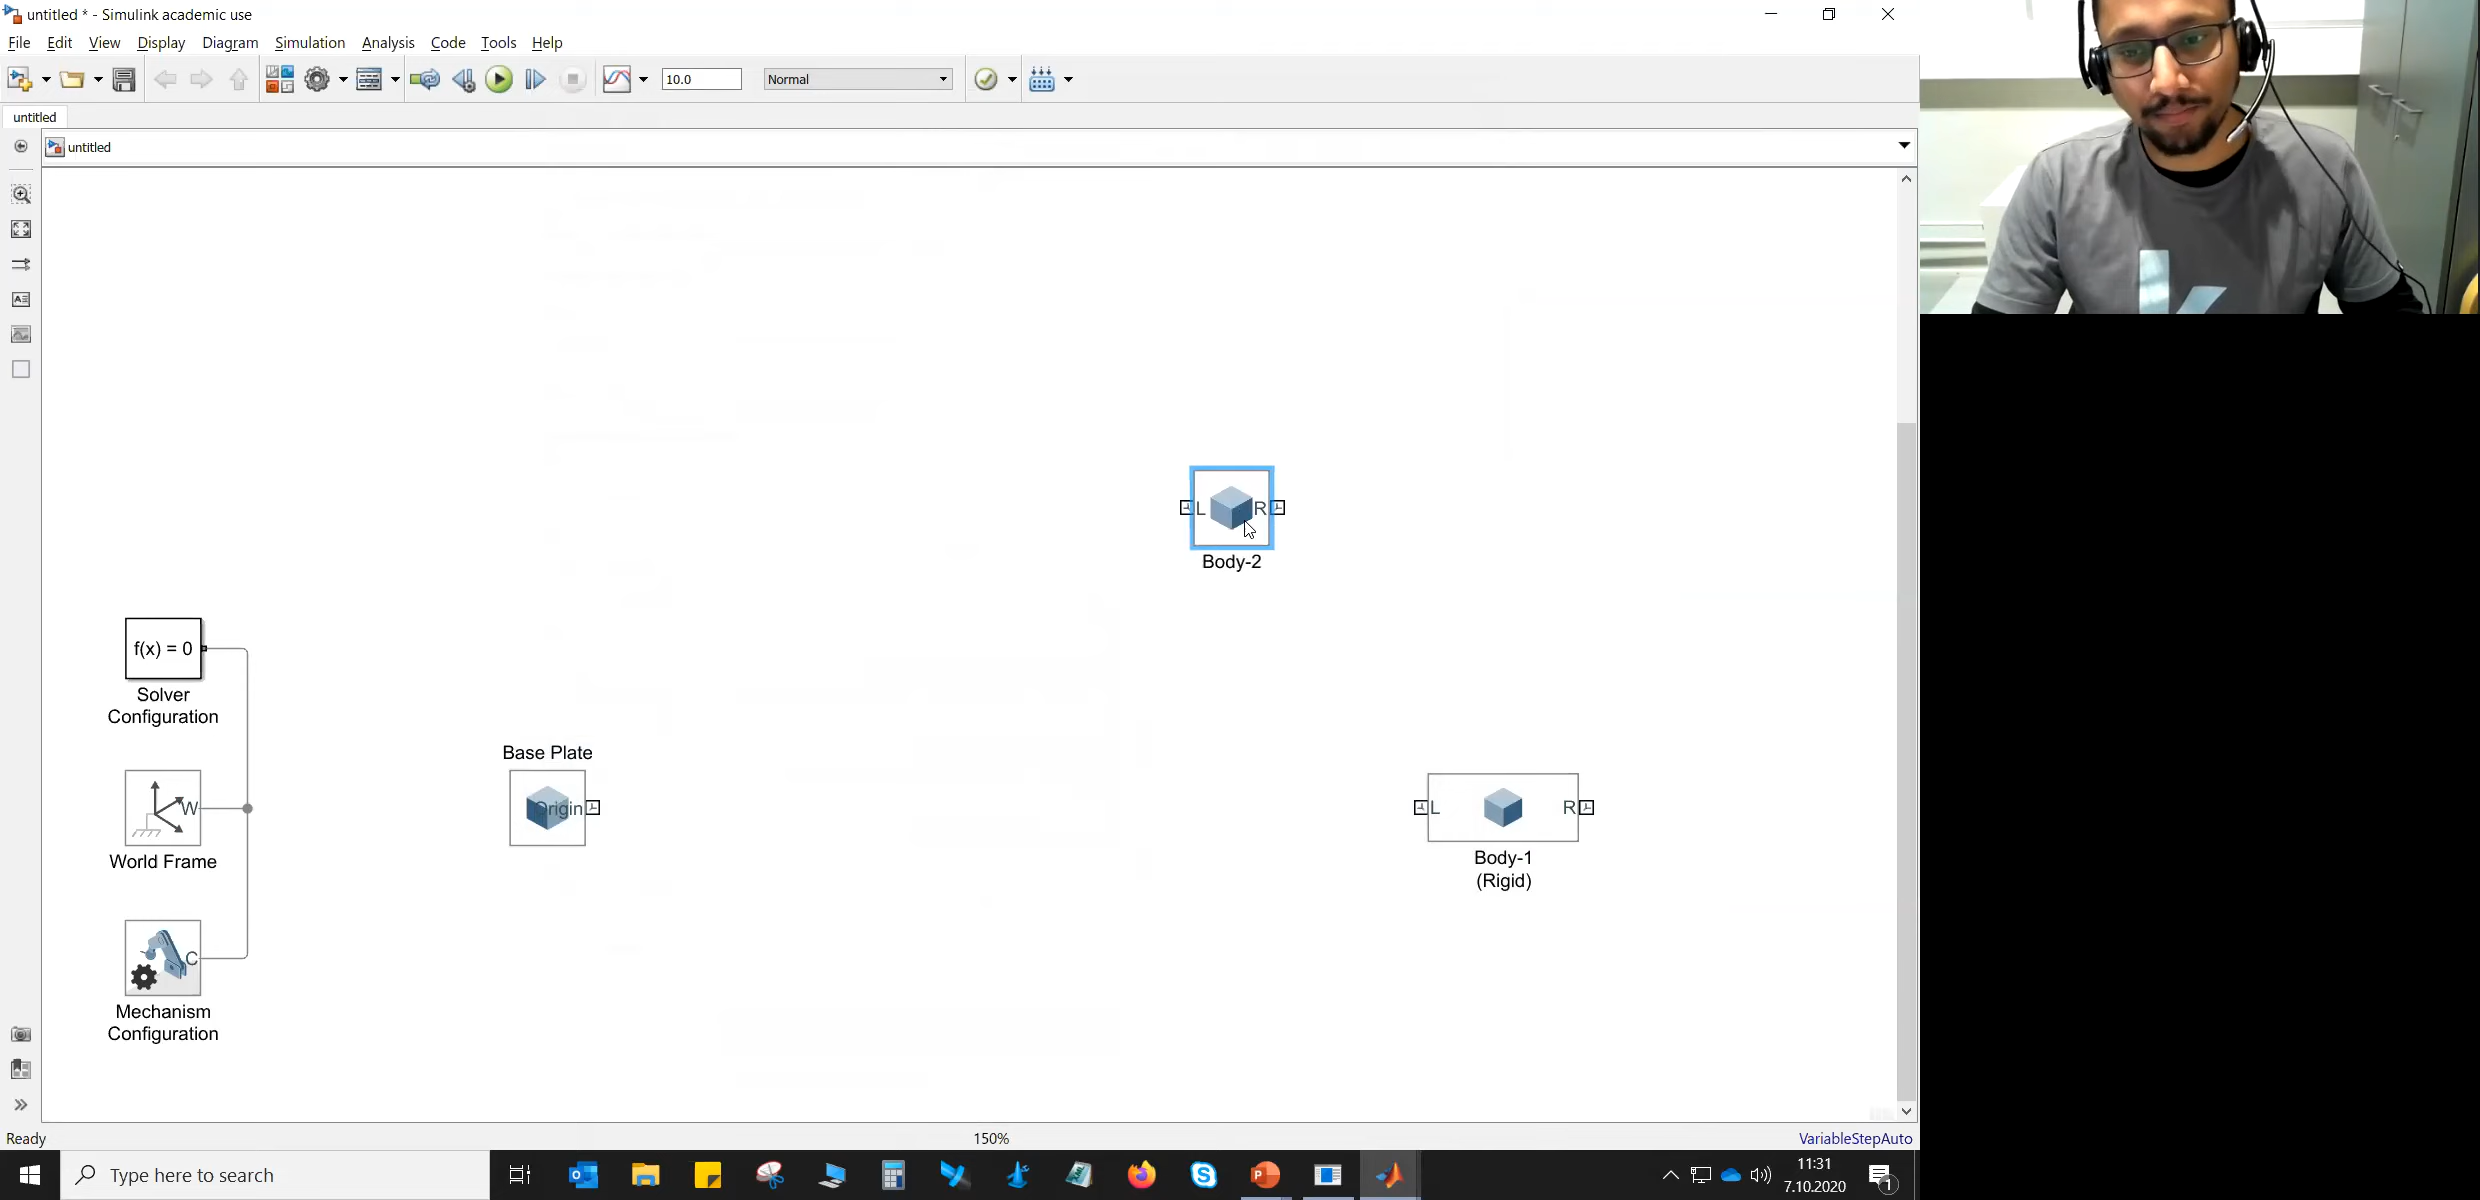 untitled * - Simulink academic use
File Edit View Display Diagram Simulation Analysis Code Tools Help
10.0 Normal
untitled
untitled
L R
Body-2
f(x) = 0
Solver
Configuration
Base Plate
W
Origin
L R
World Frame
Body-1
(Rigid)
C
Mechanism
Configuration
Ready 150% VariableStepAuto
Type here to search
11:31
7.10.2020
1